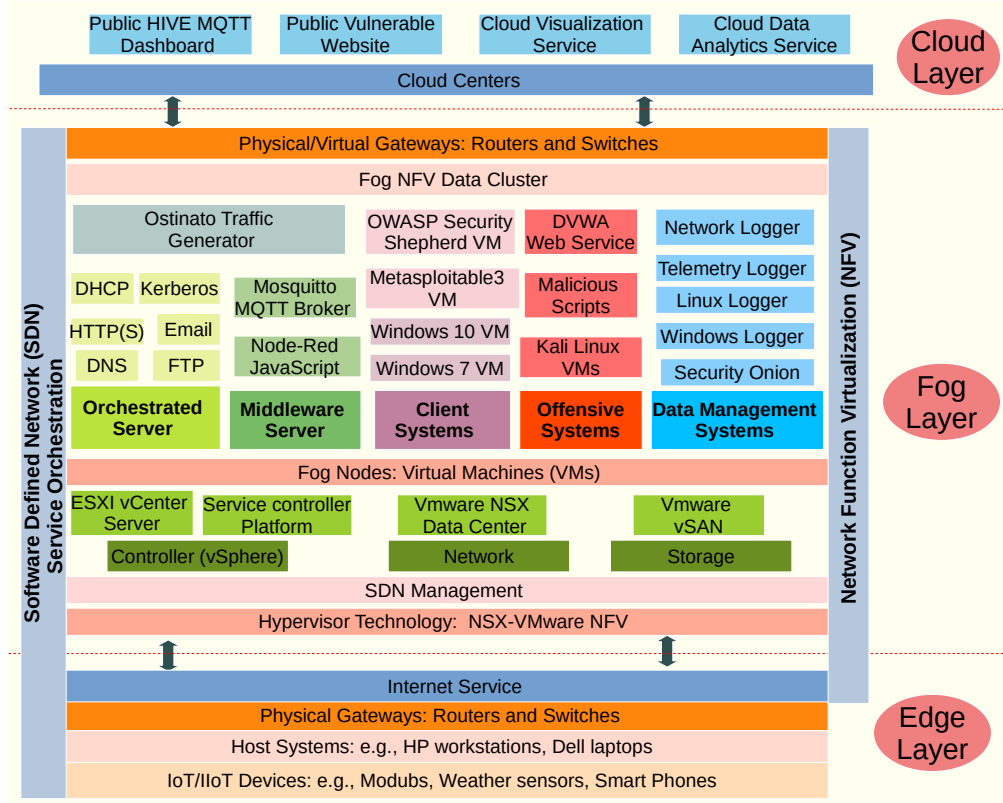 Public HIVE MQTT
Dashboard
Public Vulnerable
Website
Cloud Visualization
Service
Cloud Data
Analytics Service
Cloud
Layer
Cloud Centers
Physical/Virtual Gateways: Routers and Switches
Fog NFV Data Cluster
Ostinato Traffic
Generator
OWASP Security
Shepherd VM
DVWA
Web Service
Network Logger
DHCP
Kerberos
Mosquitto
MQTT Broker
Metasploitable3
VM
Malicious
Scripts
Telemetry Logger
Linux Logger
HTTP(S)
Email
Node-Red
JavaScript
Windows 10 VM
Kali Linux
VMs
Windows Logger
DNS
FTP
Windows 7 VM
Security Onion
Orchestrated
Server
Middleware
Server
Client
Systems
Offensive
Systems
Data Management
Systems
Fog
Layer
Fog Nodes: Virtual Machines (VMs)
ESXI vCenter
Server
Service controller
Platform
Vmware NSX
Data Center
Vmware
vSAN
Controller (vSphere)
Network
Storage
SDN Management
Hypervisor Technology: NSX-VMware NFV
Software Defined Network (SDN)
Service Orchestration
Network Function Virtualization (NFV)
Internet Service
Physical Gateways: Routers and Switches
Host Systems: e.g., HP workstations, Dell laptops
IoT/IIoT Devices: e.g., Modubs, Weather sensors, Smart Phones
Edge
Layer